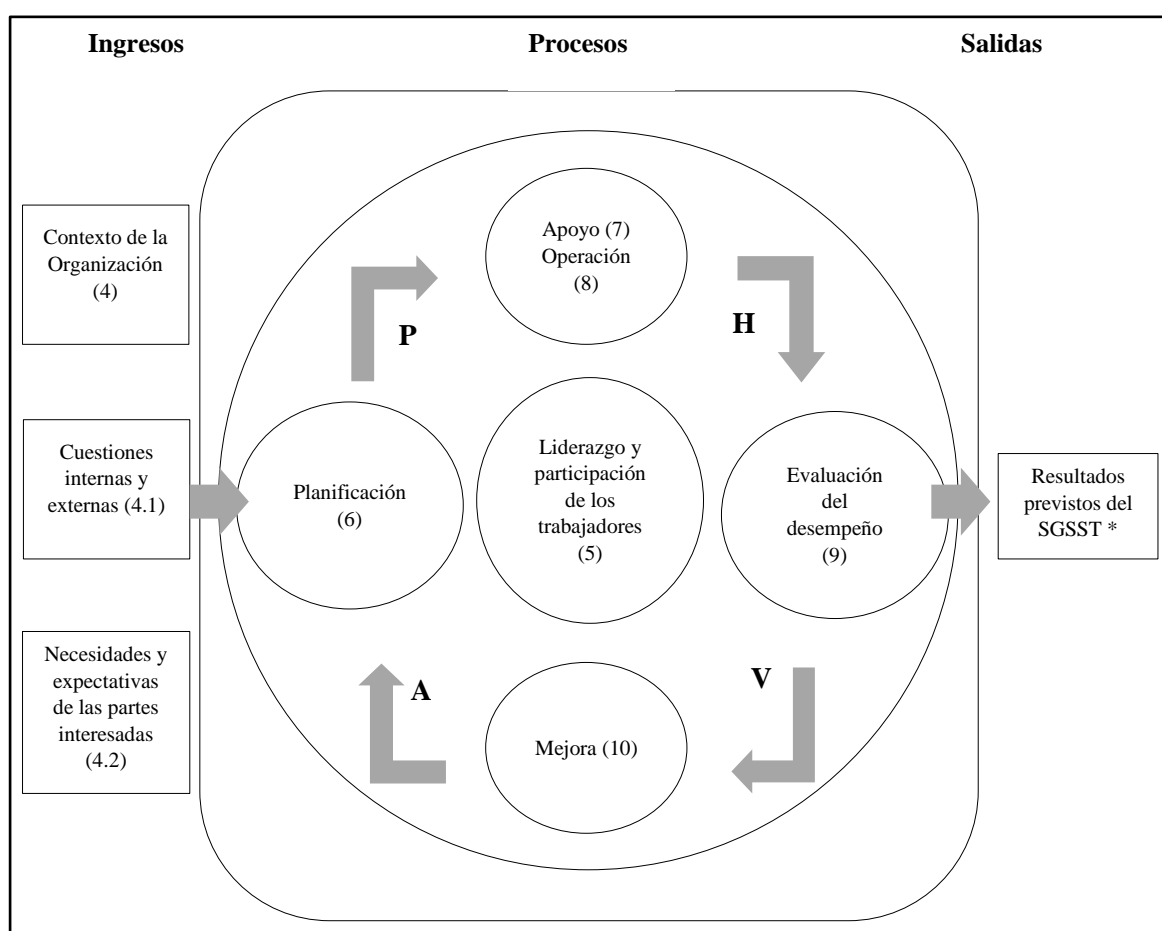 Ingresos
Procesos
Salidas
Contexto de la
Organización
(4)
Cuestiones
internas y
externas (4.1)
Necesidades y
expectativas
de las partes
interesadas
(4.2)
Apoyo (7)
Operación
(8)
P
H
Planificación
(6)
Liderazgo y
participación
de los
trabajadores
(5)
Evaluación
del
desempeño
(9)
A
V
Mejora (10)
Resultados
previstos del
SGSST *